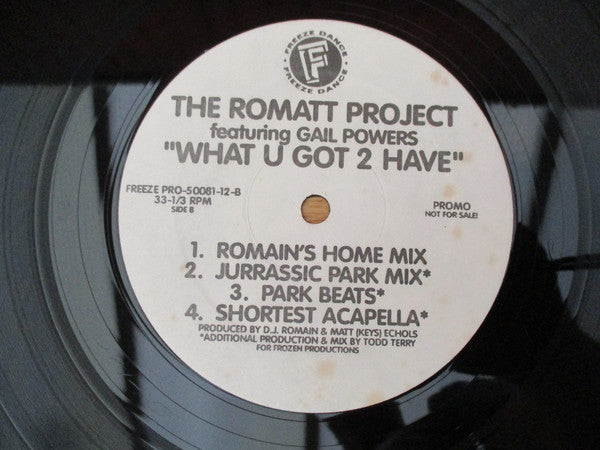 FREEZE DANCE
FREEZE DANCE
F
THE ROMATT PROJECT
featuring GAIL POWERS
"WHAT U GOT 2 HAVE"
FREEZE PRO-50081-12-B
33-1/3 RPM
SIDE B
PROMO
NOT FOR SALE!
1. ROMAIN'S HOME MIX
2. JURRASSIC PARK MIX*
3. PARK BEATS*
4. SHORTEST ACAPELLA*
PRODUCED BY D.J. ROMAIN & MATT (KEYS) ECHOLS
*ADDITIONAL PRODUCTION & MIX BY TODD TERRY
FOR FROZEN PRODUCTIONS